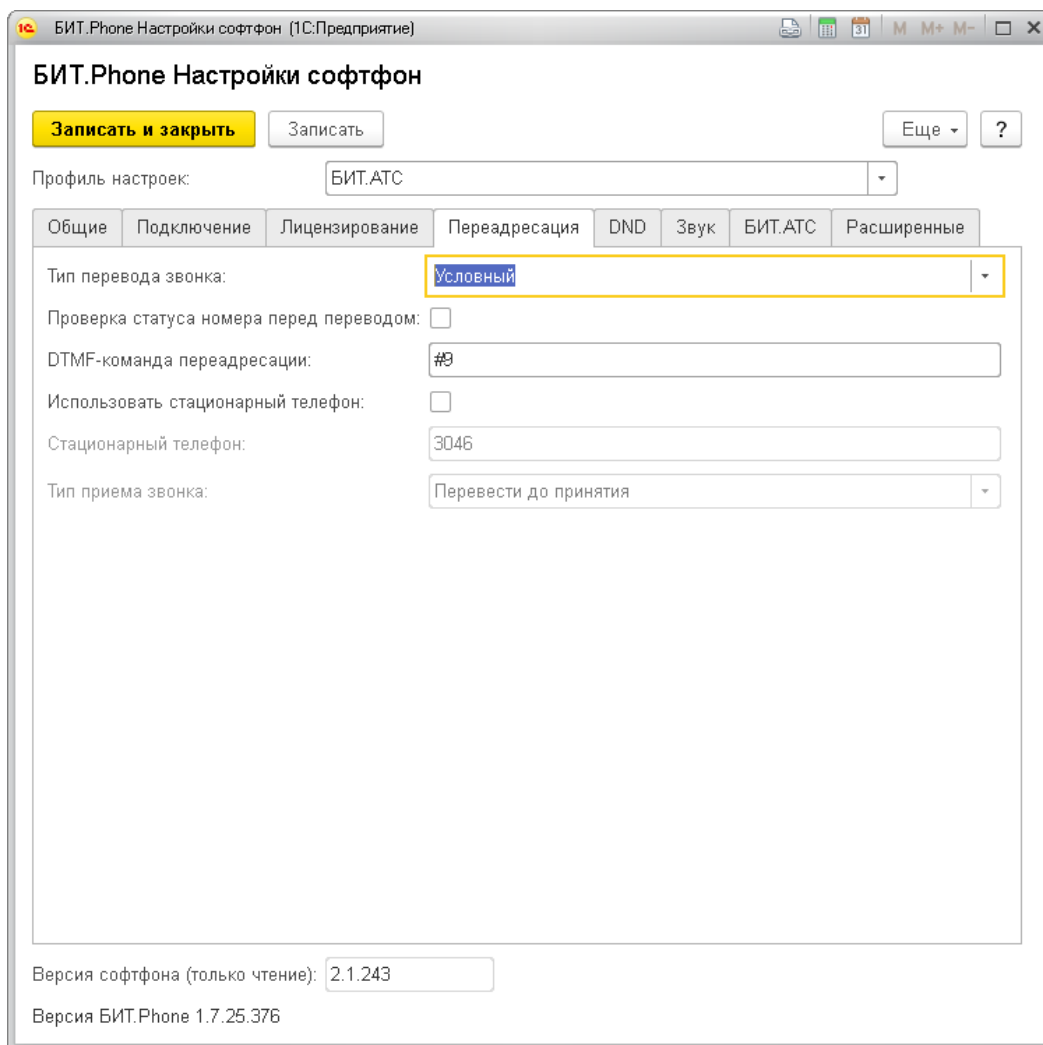 БИТ.Phone Настройки софтфон (1С:Предприятие)
31 M M+ M-
БИТ.Phone Настройки софтфон
Записать и закрыть Записать Еще ?
Профиль настроек: БИТ.АТС
Общие Подключение Лицензирование Переадресация DND Звук БИТ.АТС Расширенные
Тип перевода звонка: Условный
Проверка статуса номера перед переводом:
DTMF-команда переадресации: #9
Использовать стационарный телефон:
Стационарный телефон: 3046
Тип приема звонка: Перевести до принятия
Версия софтфона (только чтение): 2.1.243
Версия БИТ.Phone 1.7.25.376